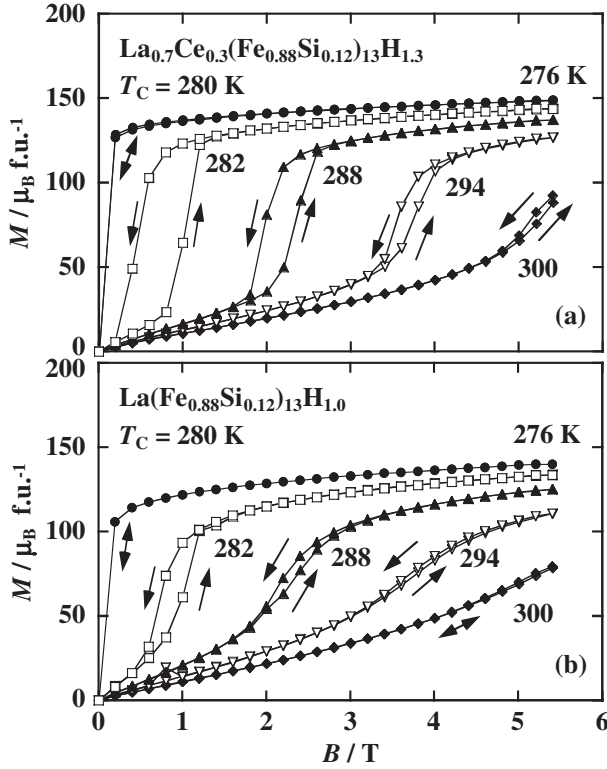 200
La0.7Ce0.3(Fe0.88Si0.12)13H1.3
TC = 280 K
276 K
150
282
288
294
100
M / μB f.u.-1
50
300
(a)
0
200
La(Fe0.88Si0.12)13H1.0
TC = 280 K
276 K
150
282
288
294
100
M / μB f.u.-1
50
300
(b)
0
0 1 2 3 4 5 6
B / T